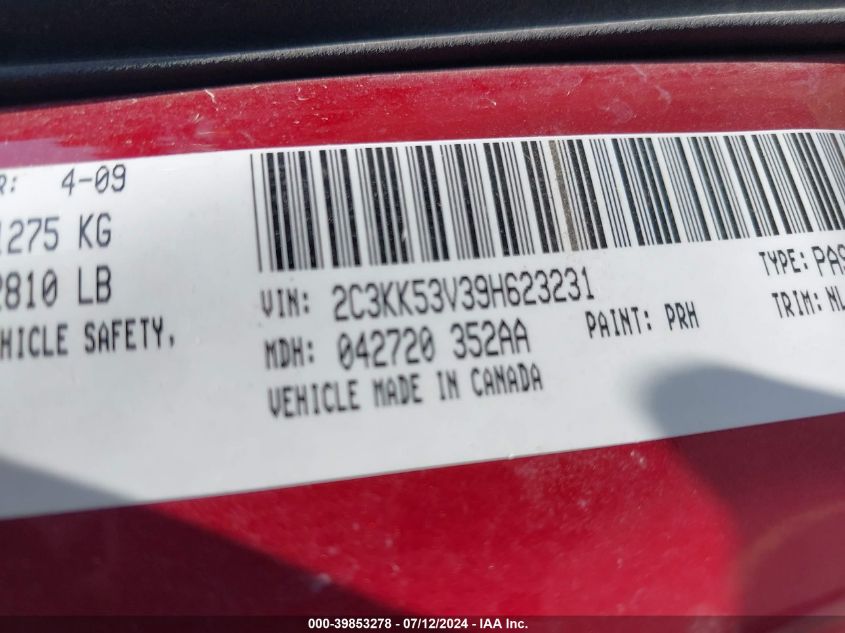 R: 4-09
1275 KG
2810 LB
HICLE SAFETY,
VIN: 2C3KK53V39H623231
TYPE: PAS
MDH: 042720 352AA
PAINT: PRH
TRIM: NL
VEHICLE MADE IN CANADA
000-39853278 - 07/12/2024 - IAA Inc.